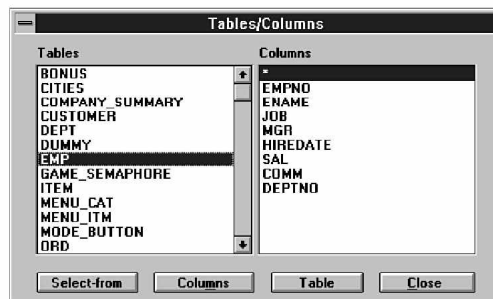 Tables/Columns
Tables
BONUS
CITIES
COMPANY_SUMMARY
CUSTOMER
DEPT
DUMMY
EMP
GAME_SEMAPHORE
ITEM
MENU_CAT
MENU_ITM
MODE_BUTTON
ORD
Columns
*
EMPNO
ENAME
JOB
MGR
HIREDATE
SAL
COMM
DEPTNO
Select-from
Columns
Table
Close